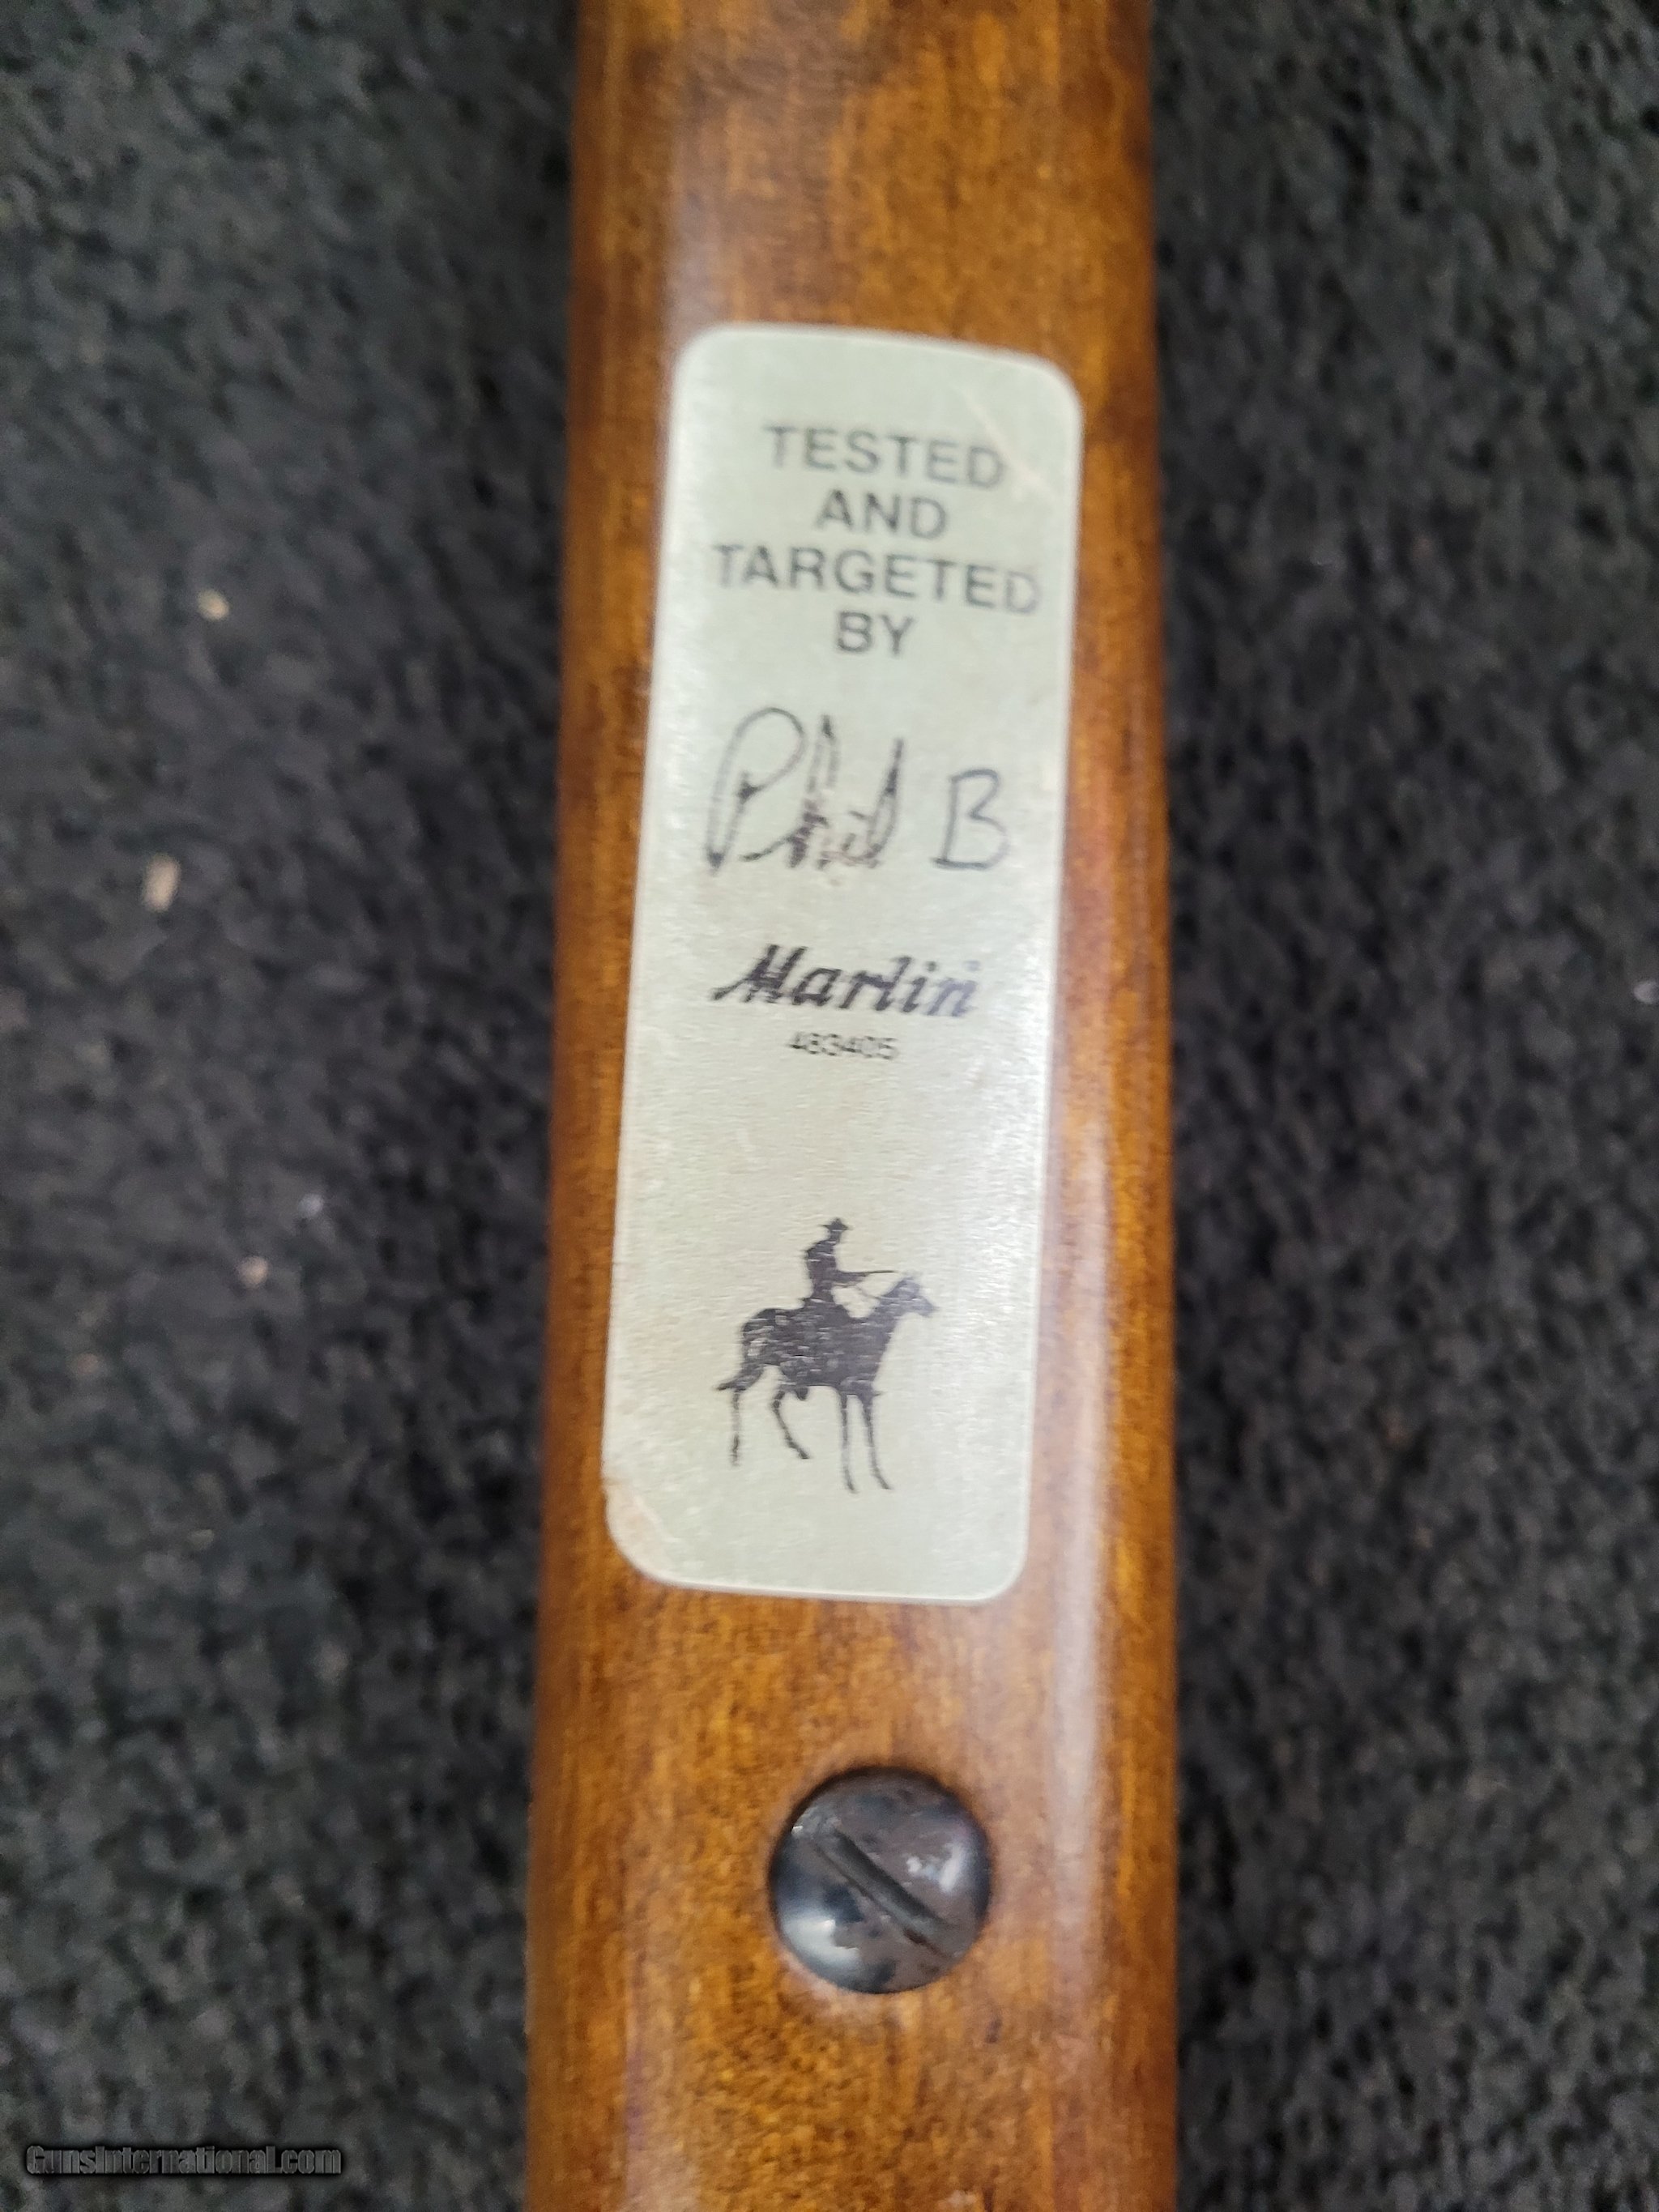 TESTED
AND
TARGETED
BY
Phil B
Marlin
483405
GunsInternational.com